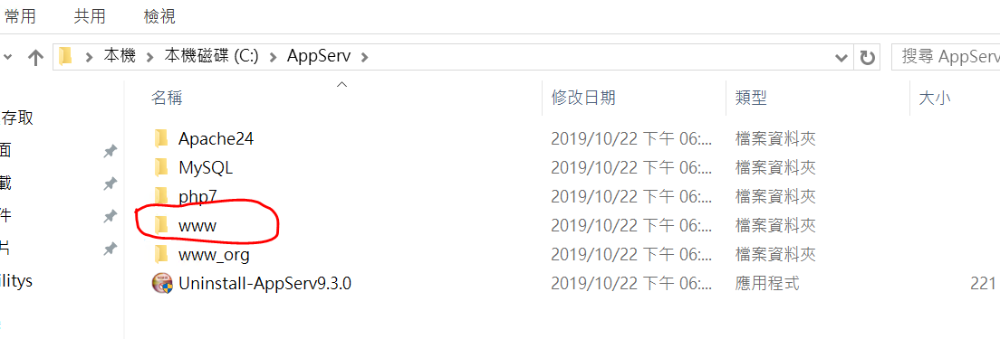 常用 共用 檢視
本機 本機磁碟 (C:) AppServ 搜尋 AppServ
名稱 修改日期 類型 大小
存取
Apache24 2019/10/22 下午 06:... 檔案資料夾
面
MySQL 2019/10/22 下午 06:... 檔案資料夾
載
php7 2019/10/22 下午 06:... 檔案資料夾
件
www 2019/10/22 下午 06:... 檔案資料夾
片
www_org 2019/10/22 下午 06:... 檔案資料夾
ilitys
Uninstall-AppServ9.3.0 2019/10/22 下午 06:... 應用程式 221